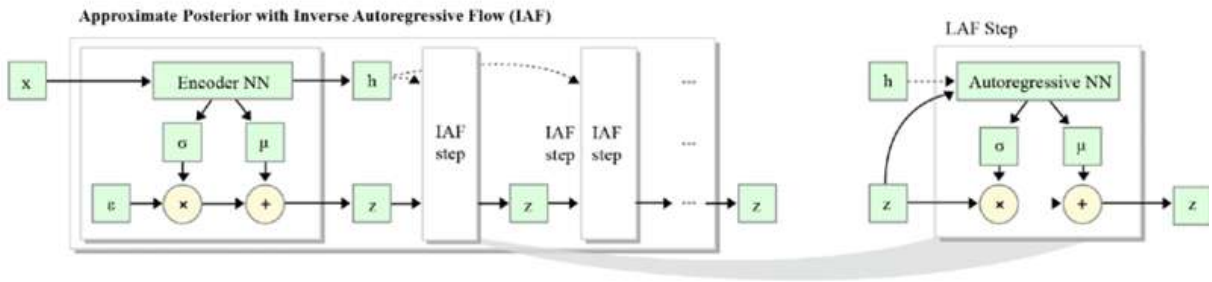 Approximate Posterior with Inverse Autoregressive Flow (IAF)
x
Encoder NN
h
σ
μ
ε
×
+
z
IAF
step
z
IAF
step
IAF
step
...
...
...
z
LAF Step
h
Autoregressive NN
σ
μ
z
×
+
z